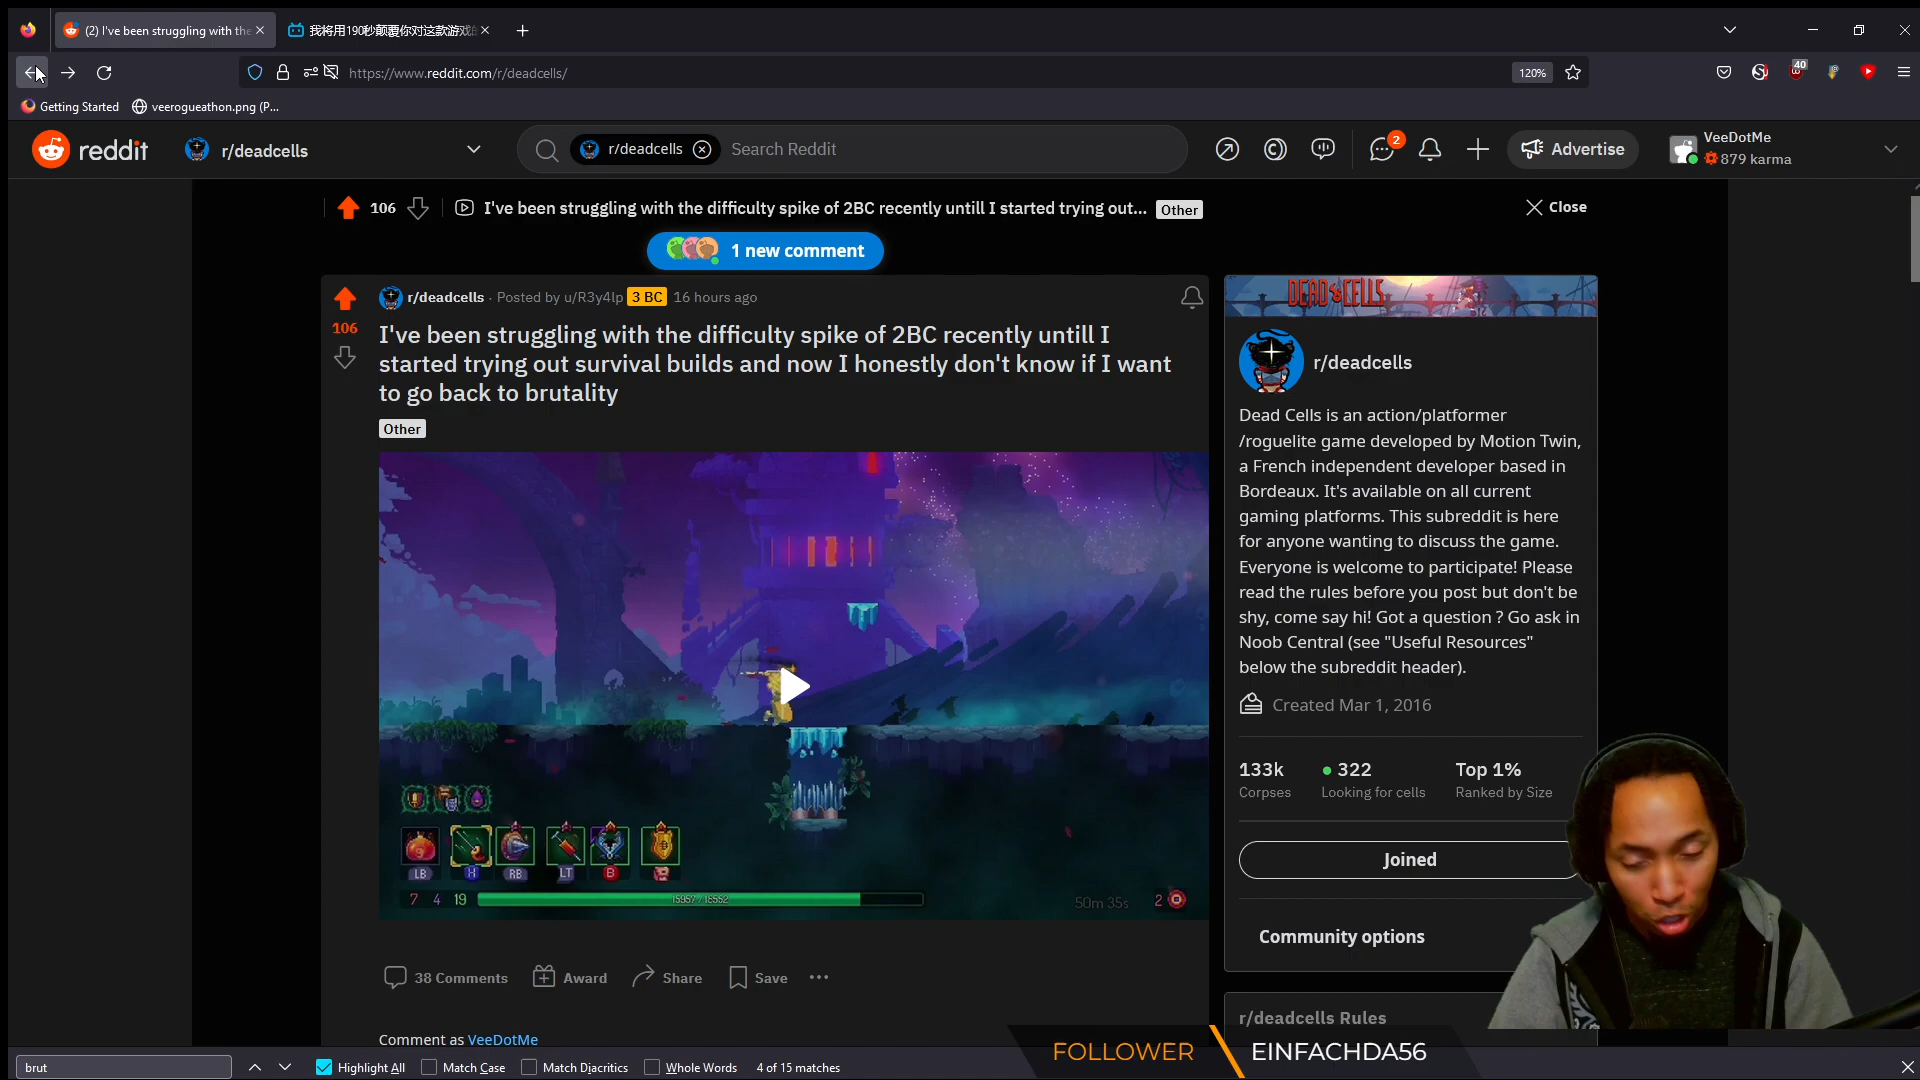 (2) I've been struggling with the
我将用190秒颠覆你对这款游戏的
https://www.reddit.com/r/deadcells/
120%
40
Getting Started
veerogueathon.png (P...
reddit
r/deadcells
r/deadcells
Search Reddit
2
Advertise
VeeDotMe
879 karma
106
I've been struggling with the difficulty spike of 2BC recently untill I started trying out...
Other
Close
1 new comment
106
r/deadcells · Posted by u/R3y4lp 3 BC 16 hours ago
I've been struggling with the difficulty spike of 2BC recently untill I
started trying out survival builds and now I honestly don't know if I want
to go back to brutality
Other
LB
X
RB
LT
B
7 4 19
15957 / 18552
50m 35s
2
38 Comments
Award
Share
Save
Comment as VeeDotMe
DEAD CELLS
r/deadcells
Dead Cells is an action/platformer
/roguelite game developed by Motion Twin,
a French independent developer based in
Bordeaux. It's available on all current
gaming platforms. This subreddit is here
for anyone wanting to discuss the game.
Everyone is welcome to participate! Please
read the rules before you post but don't be
shy, come say hi! Got a question ? Go ask in
Noob Central (see "Useful Resources"
below the subreddit header).
Created Mar 1, 2016
133k
Corpses
322
Looking for cells
Top 1%
Ranked by Size
Joined
Community options
r/deadcells Rules
FOLLOWER
EINFACHDA56
brut
Highlight All
Match Case
Match Diacritics
Whole Words
4 of 15 matches